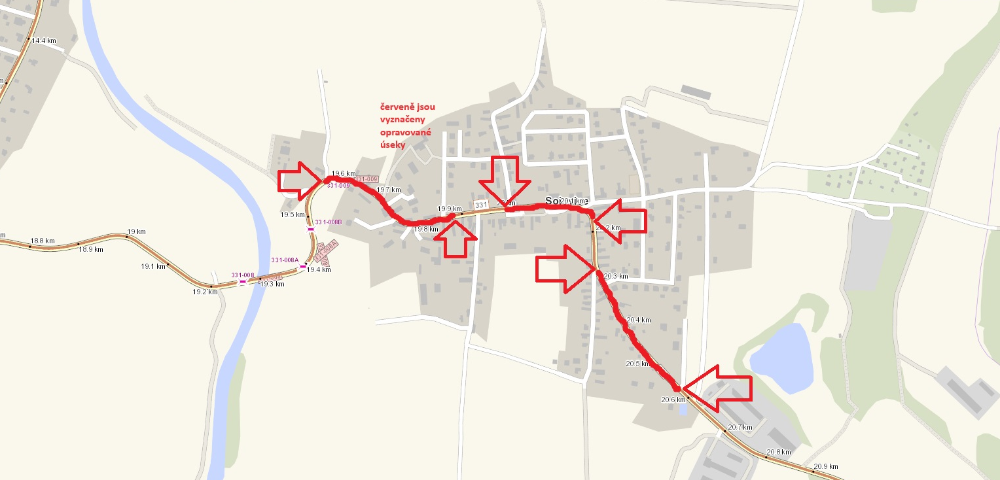 14.4 km
červeně jsou
vyznačeny
opravované
úseky
19.6 km
331-009
331-009
19.7 km
331
19.9 km
19.5 km
331-008B
19.8 km
19 km
18.8 km
18.9 km
331-008A
331-008A
19.1 km
19.4 km
331-008
19.3 km
19.2 km
20.3 km
20.4 km
20.5 km
20.6 km
20.7 km
20.8 km
20.9 km